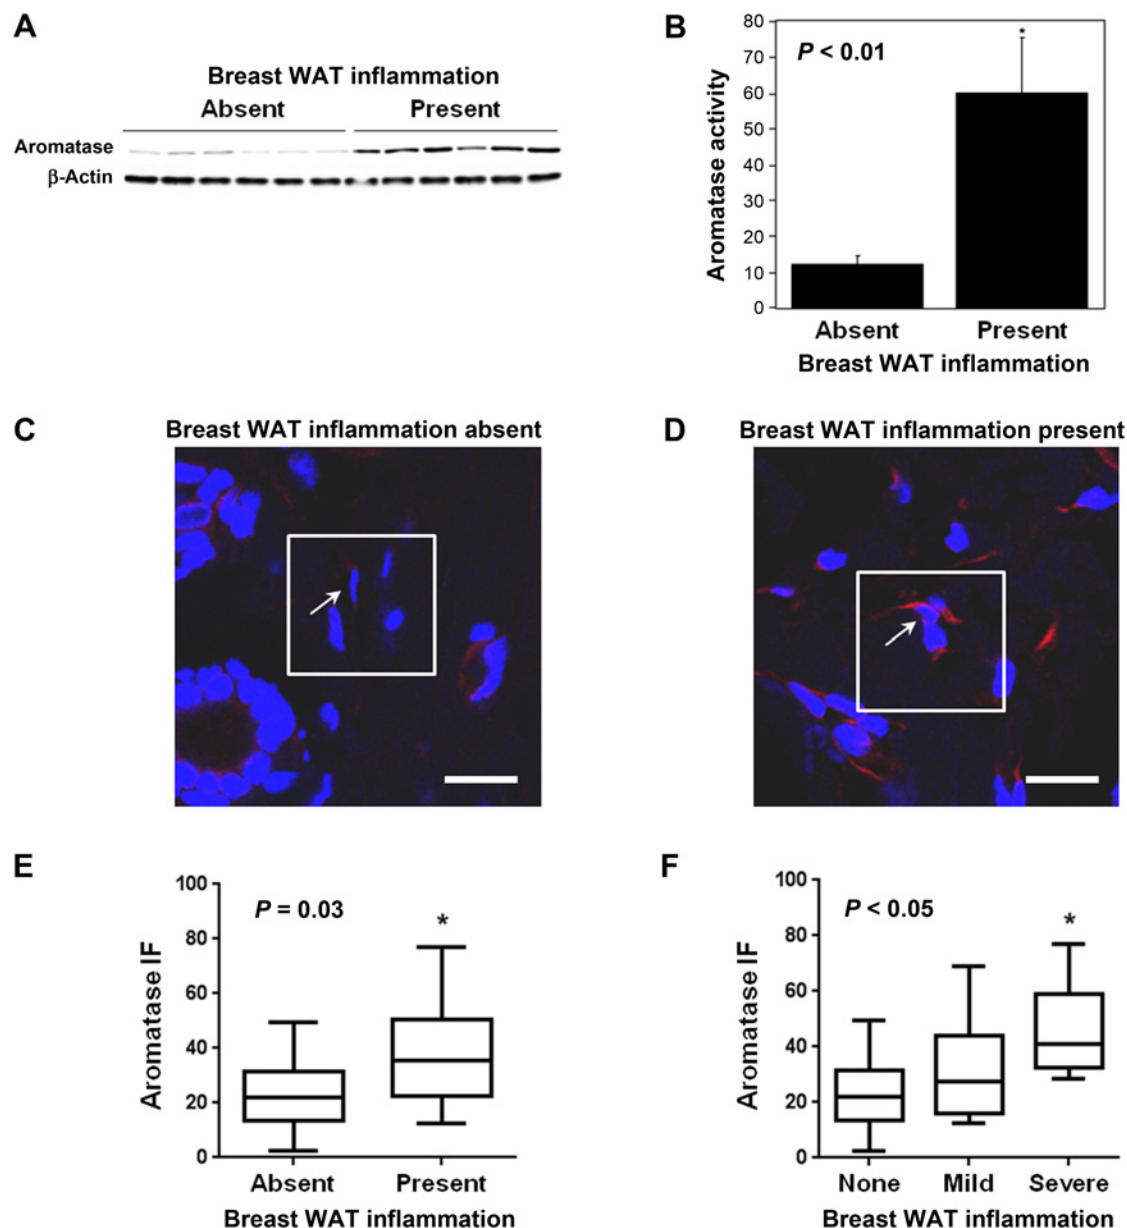 A
Breast WAT inflammation
Absent Present
Aromatase
β-Actin
B
80
70
60
50
40
30
20
10
0
P < 0.01
*
Aromatase activity
Absent Present
Breast WAT inflammation
C
Breast WAT inflammation absent
D
Breast WAT inflammation present
E
100
80
60
40
20
0
P = 0.03
*
Aromatase IF
Absent Present
Breast WAT inflammation
F
100
80
60
40
20
0
P < 0.05
*
Aromatase IF
None Mild Severe
Breast WAT inflammation